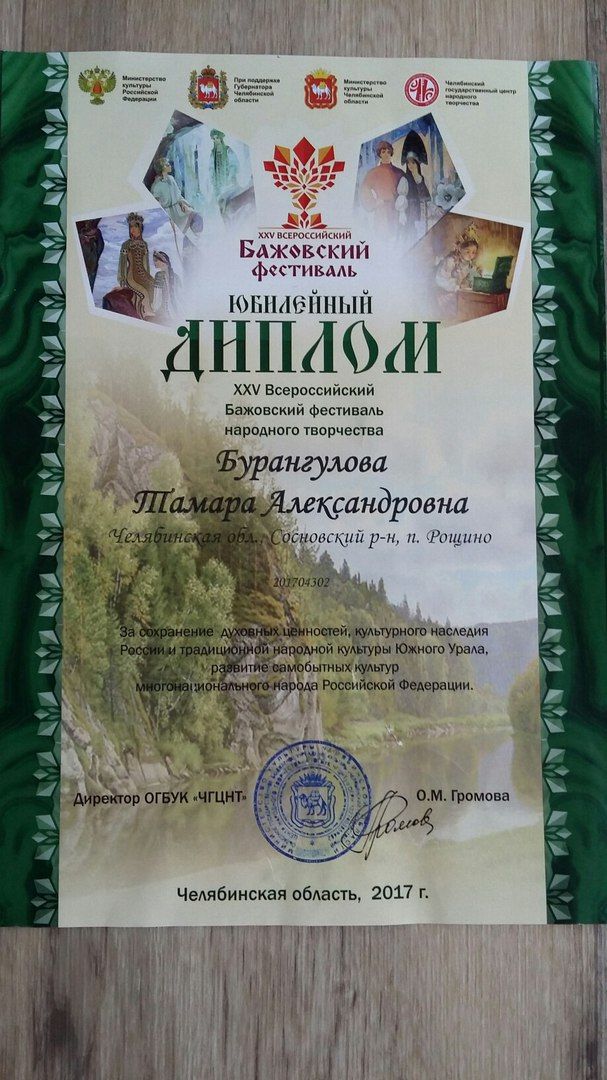 Министерство
культуры
Российской
Федерации
При поддержке
Губернатора
Челябинской
области
Министерство
культуры
Челябинской
области
Челябинский
государственный центр
народного
творчества
XXV ВСЕРОССИЙСКИЙ
БАЖОВСКИЙ
ФЕСТИВАЛЬ
ЮБИЛЕЙНЫЙ
ДИПЛОМ
XXV Всероссийский
Бажовский фестиваль
народного творчества
Бурангулова
Тамара Александровна
Челябинская обл., Сосновский р-н, п. Рощино
201704302
За сохранение духовных ценностей, культурного наследия
России и традиционной народной культуры Южного Урала,
развитие самобытных культур
многонационального народа Российской Федерации.
Директор ОГБУК «ЧГЦНТ»
О.М. Громова
Челябинская область, 2017 г.